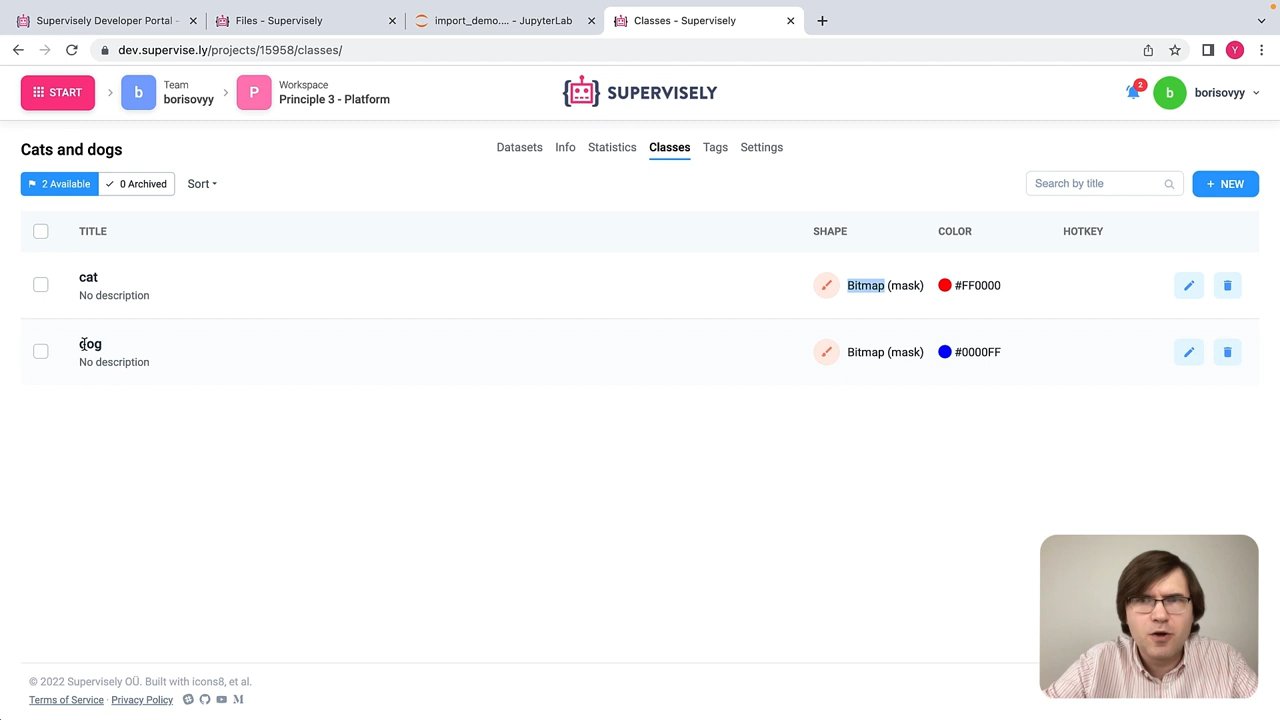 Supervisely Developer Portal -
Files - Supervisely
import_demo.... - JupyterLab
Classes - Supervisely
dev.supervise.ly/projects/15958/classes/
Y
START
b
Team
borisovyy
P
Workspace
Principle 3 - Platform
SUPERVISELY
2
b
borisovyy
Cats and dogs
Datasets
Info
Statistics
Classes
Tags
Settings
2 Available
0 Archived
Sort
Search by title
+ NEW
TITLE
SHAPE
COLOR
HOTKEY
cat
No description
Bitmap (mask)
#FF0000
dog
No description
Bitmap (mask)
#0000FF
© 2022 Supervisely OÜ. Built with icons8, et al.
Terms of Service · Privacy Policy